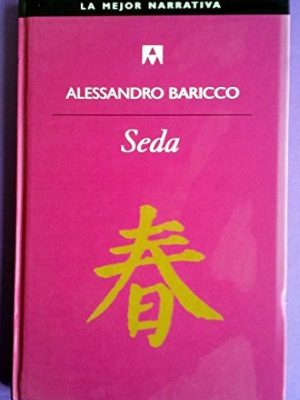 LA MEJOR NARRATIVA
ALESSANDRO BARICCO
Seda
春